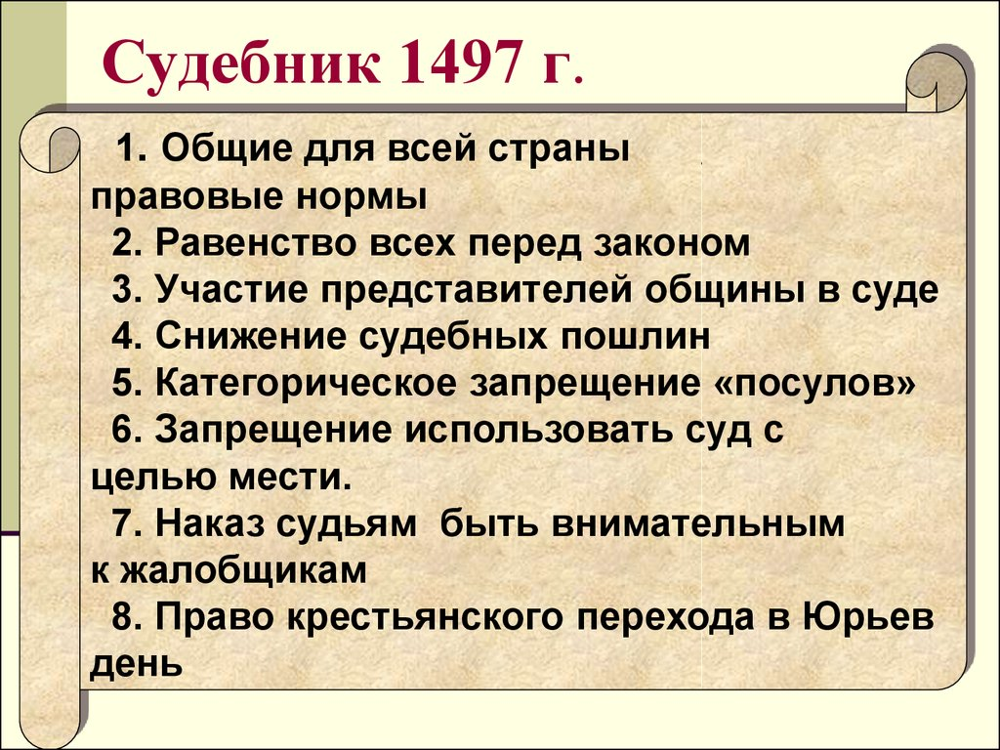 Судебник 1497 г.
1. Общие для всей страны
правовые нормы
2. Равенство всех перед законом
3. Участие представителей общины в суде
4. Снижение судебных пошлин
5. Категорическое запрещение «посулов»
6. Запрещение использовать суд с
целью мести.
7. Наказ судьям быть внимательным
к жалобщикам
8. Право крестьянского перехода в Юрьев
день